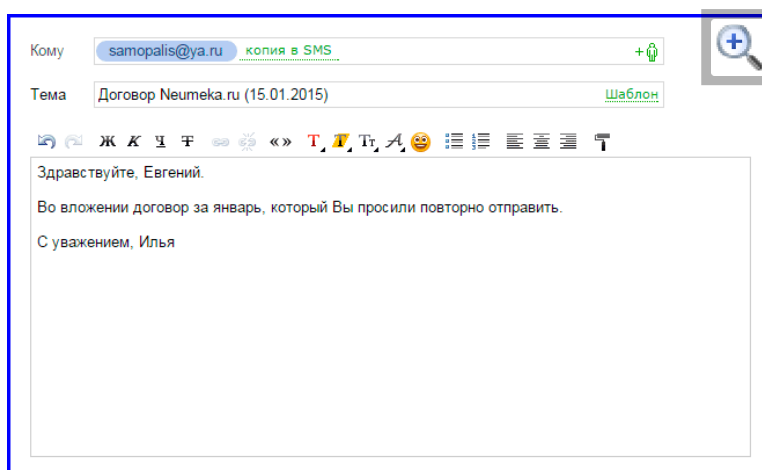 Кому samopalis@ya.ru копия в SMS
Тема Договор Neumeka.ru (15.01.2015) Шаблон
Ж К Ч Т «» Т Т Тт А
Здравствуйте, Евгений.
Во вложении договор за январь, который Вы просили повторно отправить.
С уважением, Илья